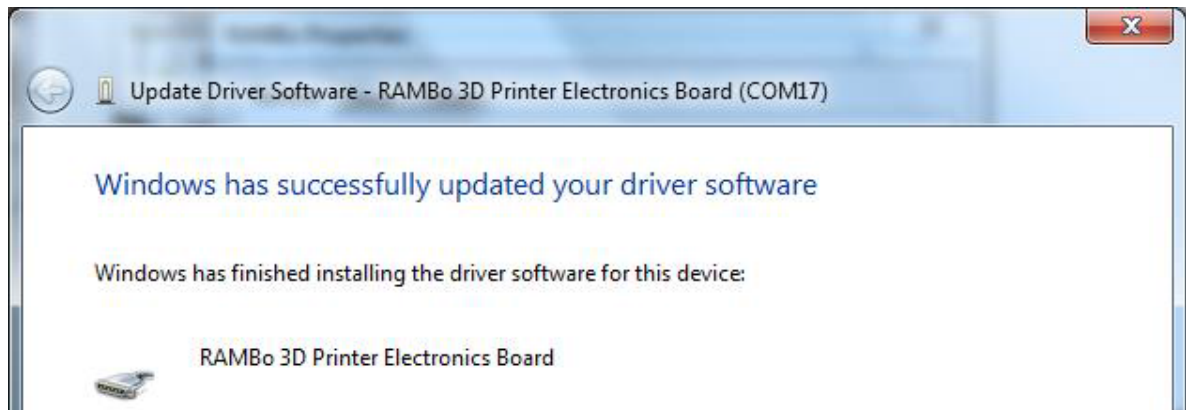 Update Driver Software - RAMBo 3D Printer Electronics Board (COM17)
Windows has successfully updated your driver software
Windows has finished installing the driver software for this device:
RAMBo 3D Printer Electronics Board